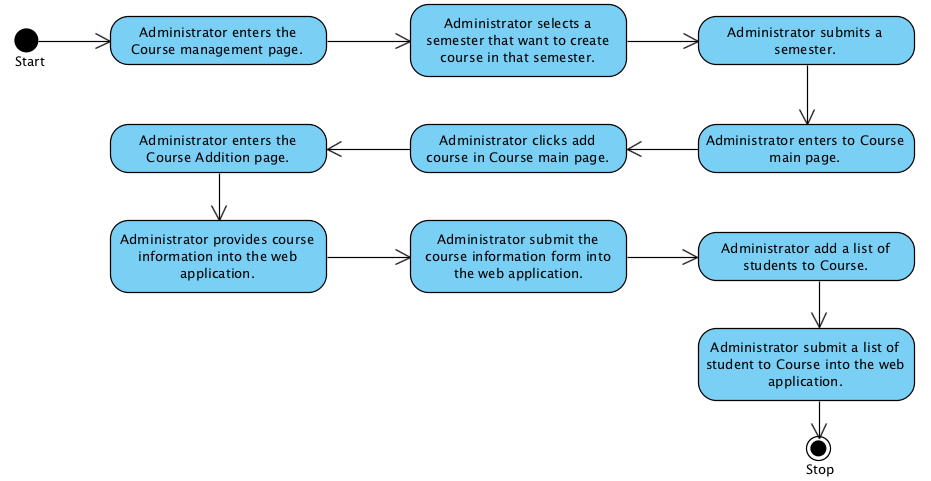 Start
Administrator enters the
Course management page.
Administrator selects a
semester that want to create
course in that semester.
Administrator submits a
semester.
Administrator enters to Course
main page.
Administrator clicks add
course in Course main page.
Administrator enters the
Course Addition page.
Administrator provides course
information into the web
application.
Administrator submit the
course information form into
the web application.
Administrator add a list of
students to Course.
Administrator submit a list of
student to Course into the web
application.
Stop